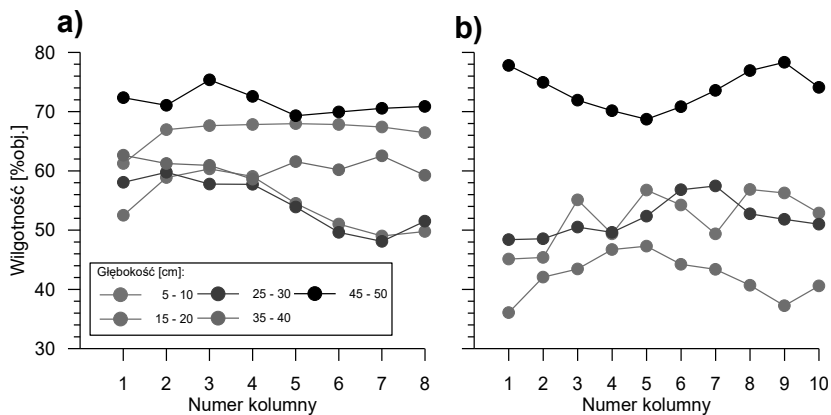 a)
b)
Wilgotność [%obj.]
80
70
60
50
40
30
Głębokość [cm]:
5 - 10 25 - 30 45 - 50
15 - 20 35 - 40
1 2 3 4 5 6 7 8
Numer kolumny
1 2 3 4 5 6 7 8 9 10
Numer kolumny